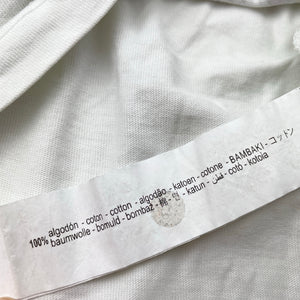 100% algodón - coton - cotton - algodão - katoen - cotone - BAMBAKI - コットン -
baumwolle - bomuld - bombaž - 棉 - 면 - katun - قطن - cotó - kotoia